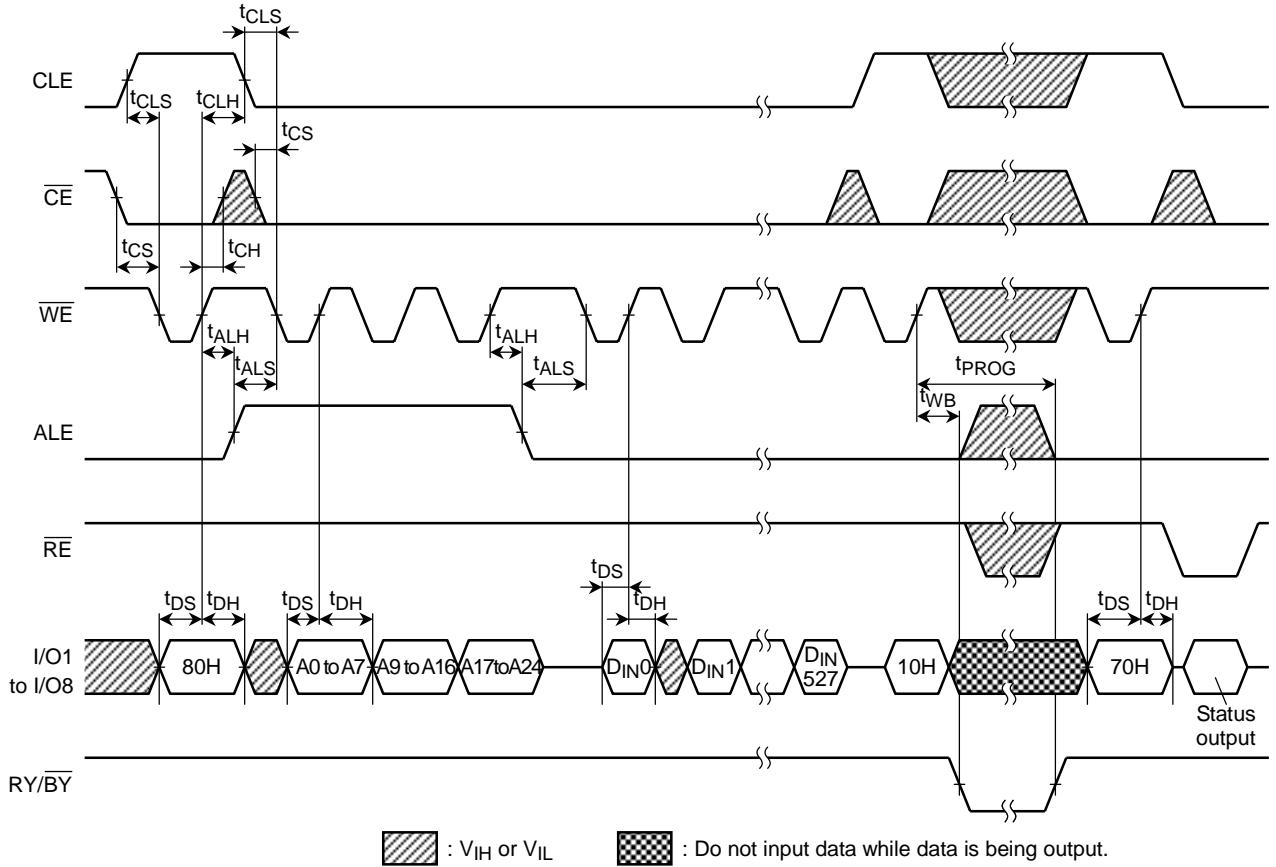 tCLS
CLE
tCLS tCLH
tCS
CE
tCS tCH
WE
tALH tALH
tALS tALS tPROG
tWB
ALE
RE
tDS
tDS tDH tDS tDH tDH tDS tDH
I/O1
to I/O8
80H A0 to A7 A9 to A16 A17 to A24 DIN0 DIN1 DIN
527 10H 70H
Status
output
RY/BY
: VIH or VIL : Do not input data while data is being output.